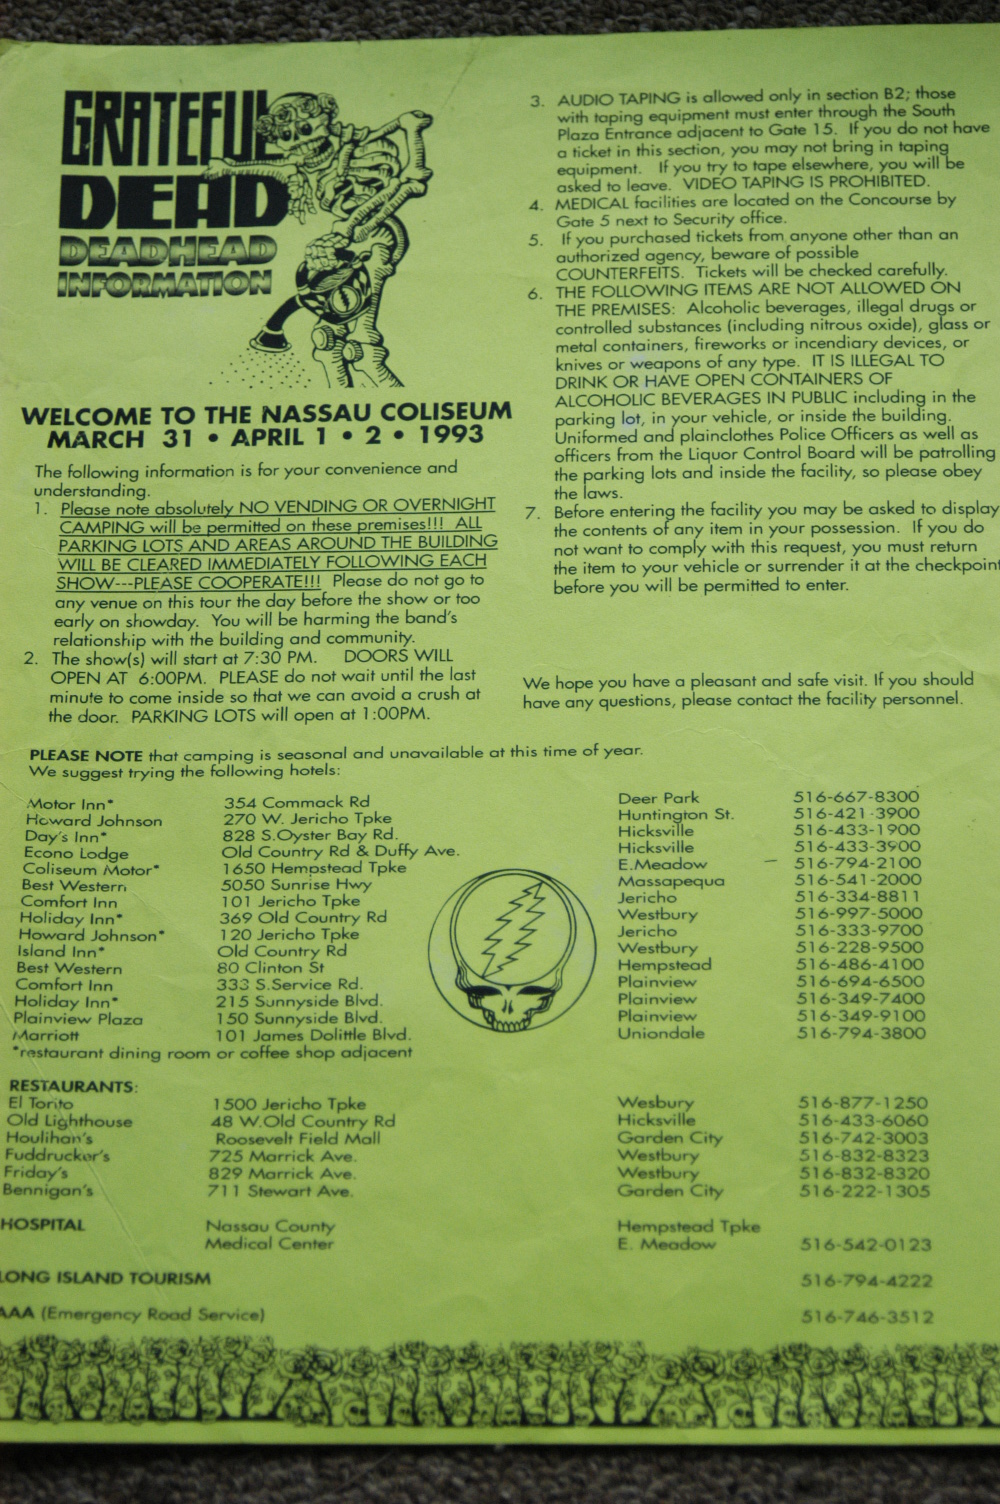 GRATEFUL
DEAD
DEADHEAD
INFORMATION
WELCOME TO THE NASSAU COLISEUM
MARCH 31 • APRIL 1 • 2 • 1993
The following information is for your convenience and
understanding.
1. Please note absolutely NO VENDING OR OVERNIGHT
CAMPING will be permitted on these premises!!! ALL
PARKING LOTS AND AREAS AROUND THE BUILDING
WILL BE CLEARED IMMEDIATELY FOLLOWING EACH
SHOW---PLEASE COOPERATE!!! Please do not go to
any venue on this tour the day before the show or too
early on showday. You will be harming the band's
relationship with the building and community.
2. The show(s) will start at 7:30 PM. DOORS WILL
OPEN AT 6:00PM. PLEASE do not wait until the last
minute to come inside so that we can avoid a crush at
the door. PARKING LOTS will open at 1:00PM.
3. AUDIO TAPING is allowed only in section B2; those
with taping equipment must enter through the South
Plaza Entrance adjacent to Gate 15. If you do not have
a ticket in this section, you may not bring in taping
equipment. If you try to tape elsewhere, you will be
asked to leave. VIDEO TAPING IS PROHIBITED.
4. MEDICAL facilities are located on the Concourse by
Gate 5 next to Security office.
5. If you purchased tickets from anyone other than an
authorized agency, beware of possible
COUNTERFEITS. Tickets will be checked carefully.
6. THE FOLLOWING ITEMS ARE NOT ALLOWED ON
THE PREMISES: Alcoholic beverages, illegal drugs or
controlled substances (including nitrous oxide), glass or
metal containers, fireworks or incendiary devices, or
knives or weapons of any type. IT IS ILLEGAL TO
DRINK OR HAVE OPEN CONTAINERS OF
ALCOHOLIC BEVERAGES IN PUBLIC including in the
parking lot, in your vehicle, or inside the building.
Uniformed and plainclothes Police Officers as well as
officers from the Liquor Control Board will be patrolling
the parking lots and inside the facility, so please obey
the laws.
7. Before entering the facility you may be asked to display
the contents of any item in your possession. If you do
not want to comply with this request, you must return
the item to your vehicle or surrender it at the checkpoint
before you will be permitted to enter.
We hope you have a pleasant and safe visit. If you should
have any questions, please contact the facility personnel.
PLEASE NOTE that camping is seasonal and unavailable at this time of year.
We suggest trying the following hotels:
Motor Inn* 354 Commack Rd Deer Park 516-667-8300
Howard Johnson 270 W. Jericho Tpke Huntington St. 516-421-3900
Day's Inn* 828 S.Oyster Bay Rd. Hicksville 516-433-1900
Econo Lodge Old Country Rd & Duffy Ave. Hicksville 516-433-3900
Coliseum Motor* 1650 Hempstead Tpke E.Meadow 516-794-2100
Best Western 5050 Sunrise Hwy Massapequa 516-541-2000
Comfort Inn 101 Jericho Tpke Jericho 516-334-8811
Holiday Inn* 369 Old Country Rd Westbury 516-997-5000
Howard Johnson* 120 Jericho Tpke Jericho 516-333-9700
Island Inn* Old Country Rd Westbury 516-228-9500
Best Western 80 Clinton St Hempstead 516-486-4100
Comfort Inn 333 S.Service Rd. Plainview 516-694-6500
Holiday Inn* 215 Sunnyside Blvd. Plainview 516-349-7400
Plainview Plaza 150 Sunnyside Blvd. Plainview 516-349-9100
Marriott 101 James Dolittle Blvd. Uniondale 516-794-3800
*restaurant dining room or coffee shop adjacent
RESTAURANTS:
El Torito 1500 Jericho Tpke Wesbury 516-877-1250
Old Lighthouse 48 W.Old Country Rd Hicksville 516-433-6060
Houlihan's Roosevelt Field Mall Garden City 516-742-3003
Fuddrucker's 725 Marrick Ave. Westbury 516-832-8323
Friday's 829 Marrick Ave. Westbury 516-832-8320
Bennigan's 711 Stewart Ave. Garden City 516-222-1305
HOSPITAL Nassau County Hempstead Tpke
Medical Center E. Meadow 516-542-0123
LONG ISLAND TOURISM 516-794-4222
AAA (Emergency Road Service) 516-746-3512